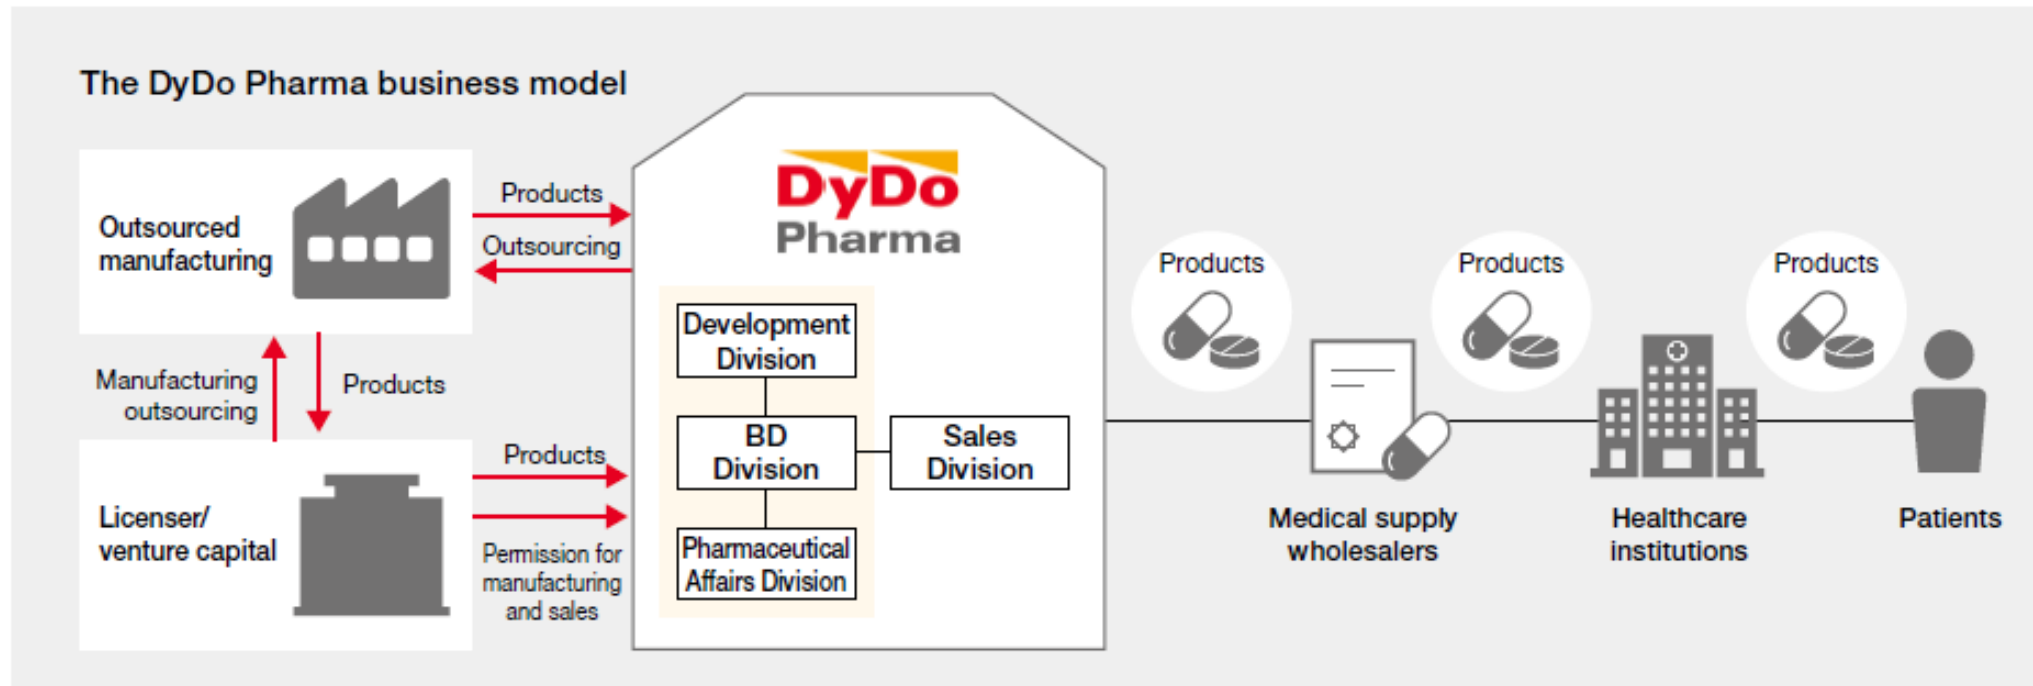 The DyDo Pharma business model
Outsourced
manufacturing
Products
Outsourcing
Manufacturing
outsourcing
Products
Licenser/
venture capital
Products
Permission for
manufacturing
and sales
DyDo
Pharma
Development
Division
BD
Division
Sales
Division
Pharmaceutical
Affairs Division
Products
Medical supply
wholesalers
Products
Healthcare
institutions
Products
Patients